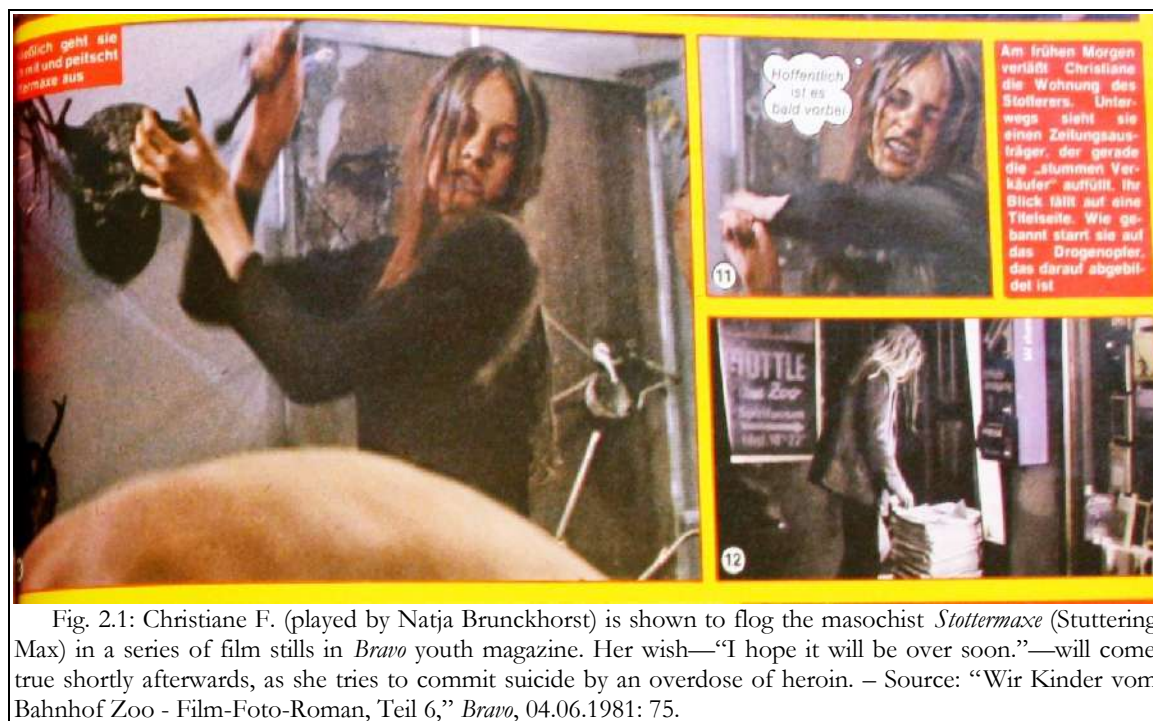 eßlich geht sie
mit und peitscht
ermaxe aus
Hoffentlich
ist es
bald vorbei
11
Am frühen Morgen
verläßt Christiane
die Wohnung des
Stotterers. Unter-
wegs sieht sie
einen Zeitungsaus-
träger, der gerade
die „stummen Ver-
käufer“ auffüllt. Ihr
Blick fällt auf eine
Titelseite. Wie ge-
bannt starrt sie auf
das Drogenopfer,
das darauf abgebil-
det ist
Zoo
12
Fig. 2.1: Christiane F. (played by Natja Brunckhorst) is shown to flog the masochist Stottermaxe (Stuttering
Max) in a series of film stills in Bravo youth magazine. Her wish—“I hope it will be over soon.”—will come
true shortly afterwards, as she tries to commit suicide by an overdose of heroin. – Source: “Wir Kinder vom
Bahnhof Zoo - Film-Foto-Roman, Teil 6,” Bravo, 04.06.1981: 75.